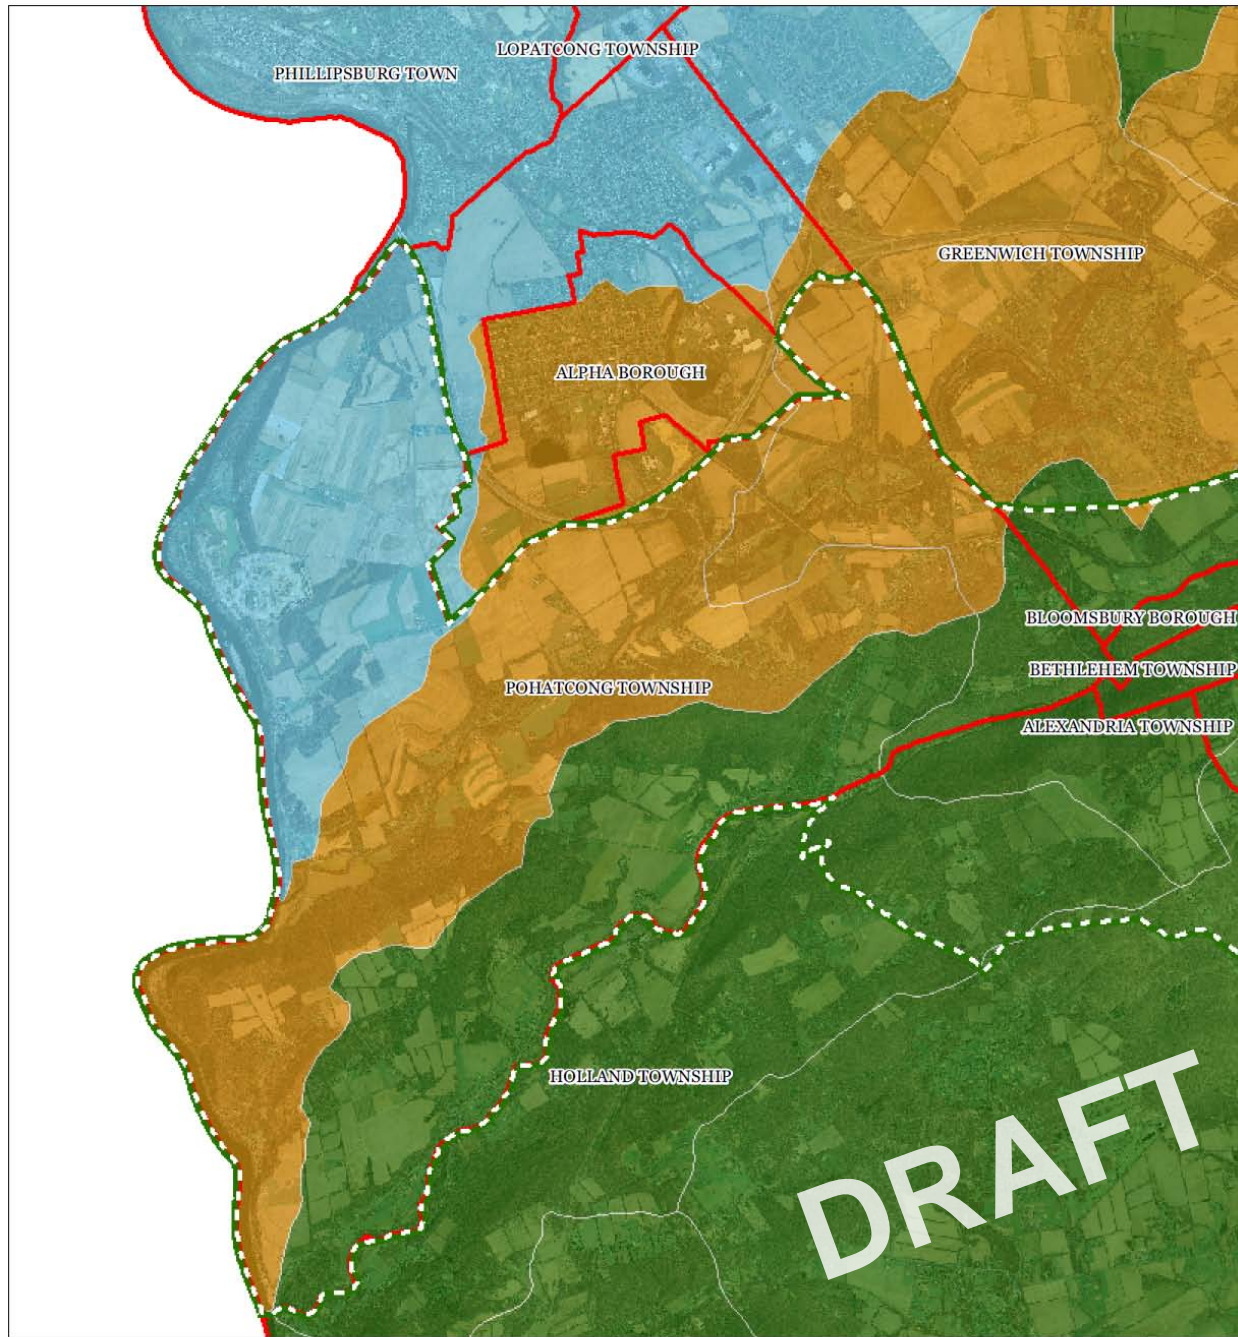 LOPATCONG TOWNSHIP
PHILLIPSBURG TOWN
GREENWICH TOWNSHIP
ALPHA BOROUGH
BLOOMSBURY BOROUGH
BETHLEHEM TOWNSHIP
POHATCONG TOWNSHIP
ALEXANDRIA TOWNSHIP
HOLLAND TOWNSHIP
DRAFT